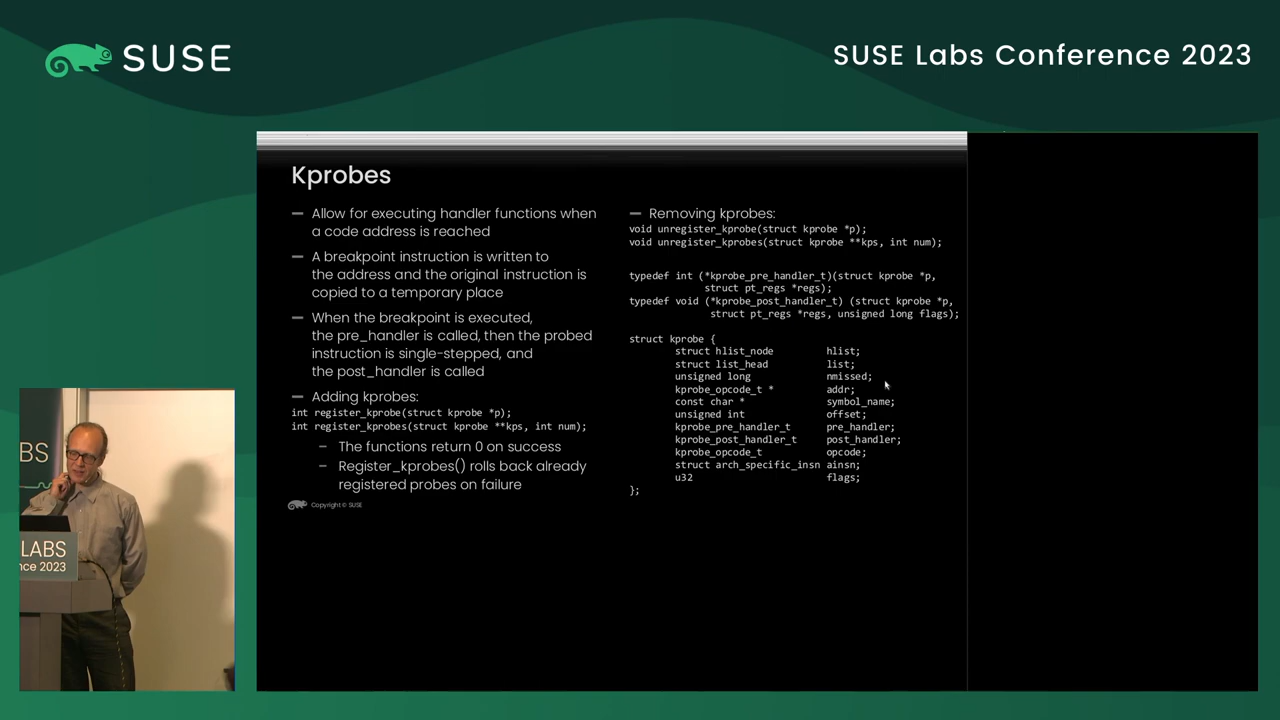 SUSE
SUSE Labs Conference 2023
Kprobes
— Allow for executing handler functions when
a code address is reached
— A breakpoint instruction is written to
the address and the original instruction is
copied to a temporary place
— When the breakpoint is executed,
the pre_handler is called, then the probed
instruction is single-stepped, and
the post_handler is called
— Adding kprobes:
int register_kprobe(struct kprobe *p);
int register_kprobes(struct kprobe **kps, int num);
– The functions return 0 on success
– Register_kprobes() rolls back already
registered probes on failure
Copyright © SUSE
— Removing kprobes:
void unregister_kprobe(struct kprobe *p);
void unregister_kprobes(struct kprobe **kps, int num);
typedef int (*kprobe_pre_handler_t)(struct kprobe *p,
struct pt_regs *regs);
typedef void (*kprobe_post_handler_t) (struct kprobe *p,
struct pt_regs *regs, unsigned long flags);
struct kprobe {
struct hlist_node hlist;
struct list_head list;
unsigned long nmissed;
kprobe_opcode_t * addr;
const char * symbol_name;
unsigned int offset;
kprobe_pre_handler_t pre_handler;
kprobe_post_handler_t post_handler;
kprobe_opcode_t opcode;
struct arch_specific_insn ainsn;
u32 flags;
};
BS
LABS
nce 2023